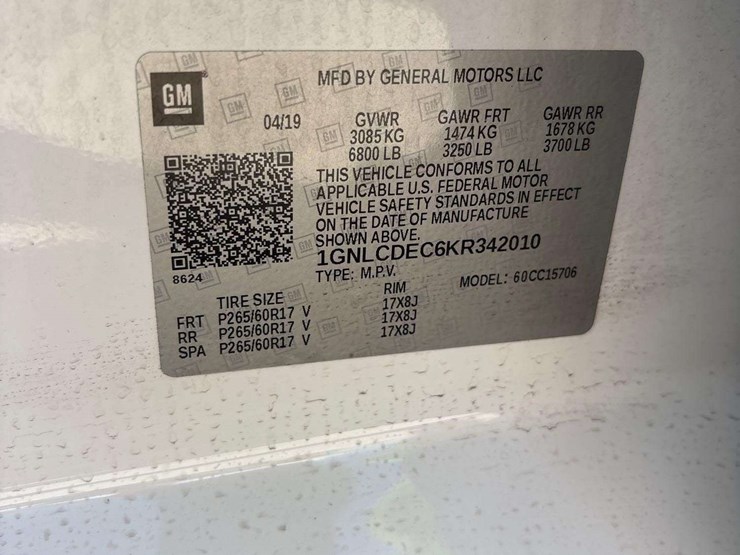 GM
MFD BY GENERAL MOTORS LLC
04/19
GVWR GAWR FRT GAWR RR
3085 KG 1474 KG 1678 KG
6800 LB 3250 LB 3700 LB
THIS VEHICLE CONFORMS TO ALL
APPLICABLE U.S. FEDERAL MOTOR
VEHICLE SAFETY STANDARDS IN EFFECT
ON THE DATE OF MANUFACTURE
SHOWN ABOVE.
1GNLCDEC6KR342010
8624
TYPE: M.P.V. MODEL: 60CC15706
TIRE SIZE RIM
FRT P265/60R17 V 17X8J
RR P265/60R17 V 17X8J
SPA P265/60R17 V 17X8J